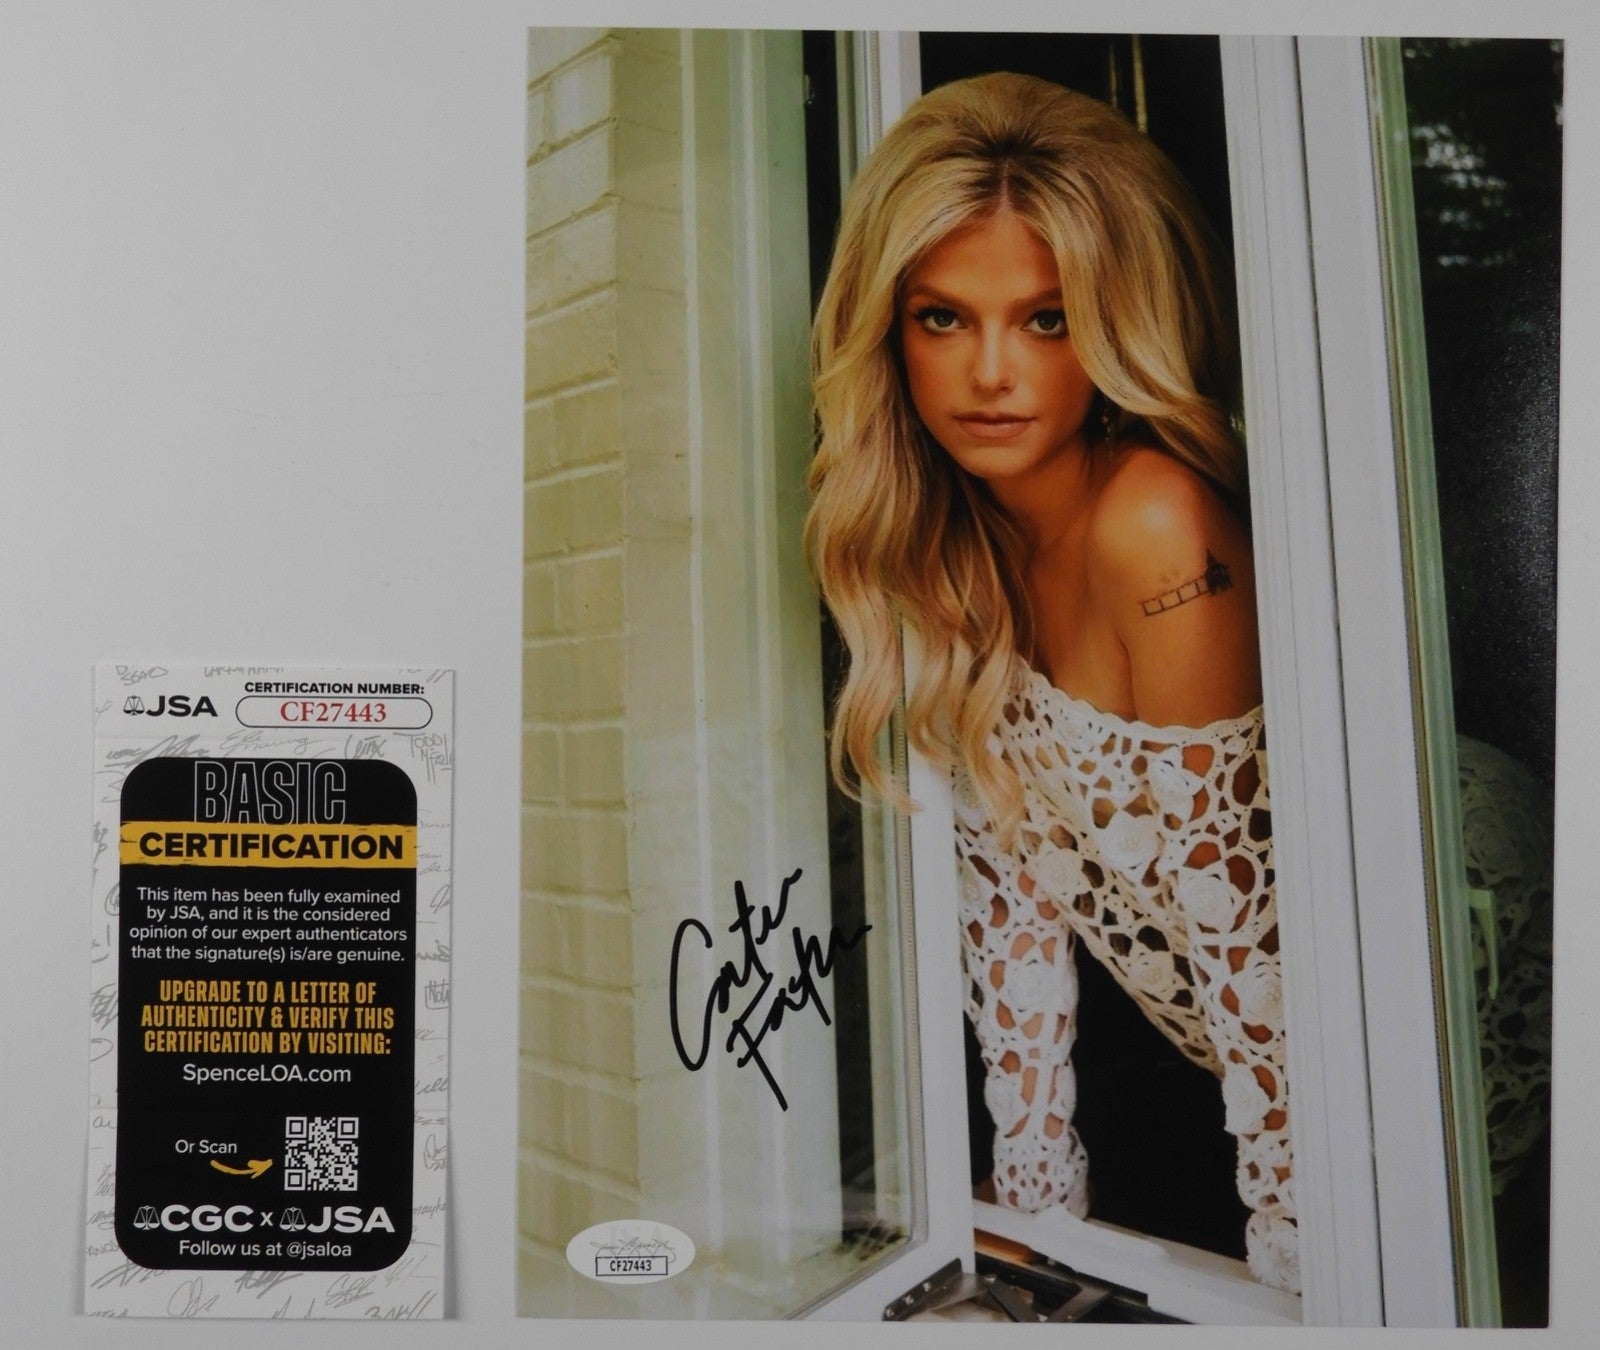 JSA
CERTIFICATION NUMBER:
CF27443
BASIC
CERTIFICATION
This item has been fully examined
by JSA, and it is the considered
opinion of our expert authenticators
that the signature(s) is/are genuine.
UPGRADE TO A LETTER OF
AUTHENTICITY & VERIFY THIS
CERTIFICATION BY VISITING:
SpenceLOA.com
Or Scan
CGC x JSA
Follow us at @jsaloa
Carter
Faith
CF27443